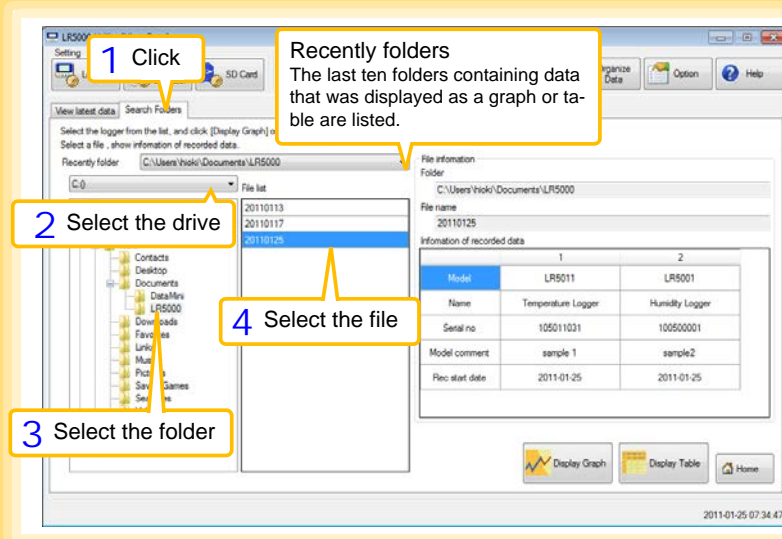 LR5000
Setting
1 Click
SD Card
Recently folders
The last ten folders containing data
that was displayed as a graph or ta-
ble are listed.
Data
Option
Help
View latest data
Search Folders
Select the logger from the list, and click [Display Graph]
Select a file , show infomation of recorded data.
Recently folder
C:\Users\hioki\Documents\LR5000
C:()
File list
2 Select the drive
20110113
20110117
20110125
Contacts
Desktop
Documents
DataMini
LR5000
Downloads
Favorites
4 Select the file
3 Select the folder
File infomation
Folder
C:\Users\hioki\Documents\LR5000
File name
20110125
Infomation of recorded data
1 2
Model LR5011 LR5001
Name Temperature Logger Humidity Logger
Serial no 105011031 100500001
Model comment sample 1 sample2
Rec start date 2011-01-25 2011-01-25
Display Graph
Display Table
Home
2011-01-25 07:34:47